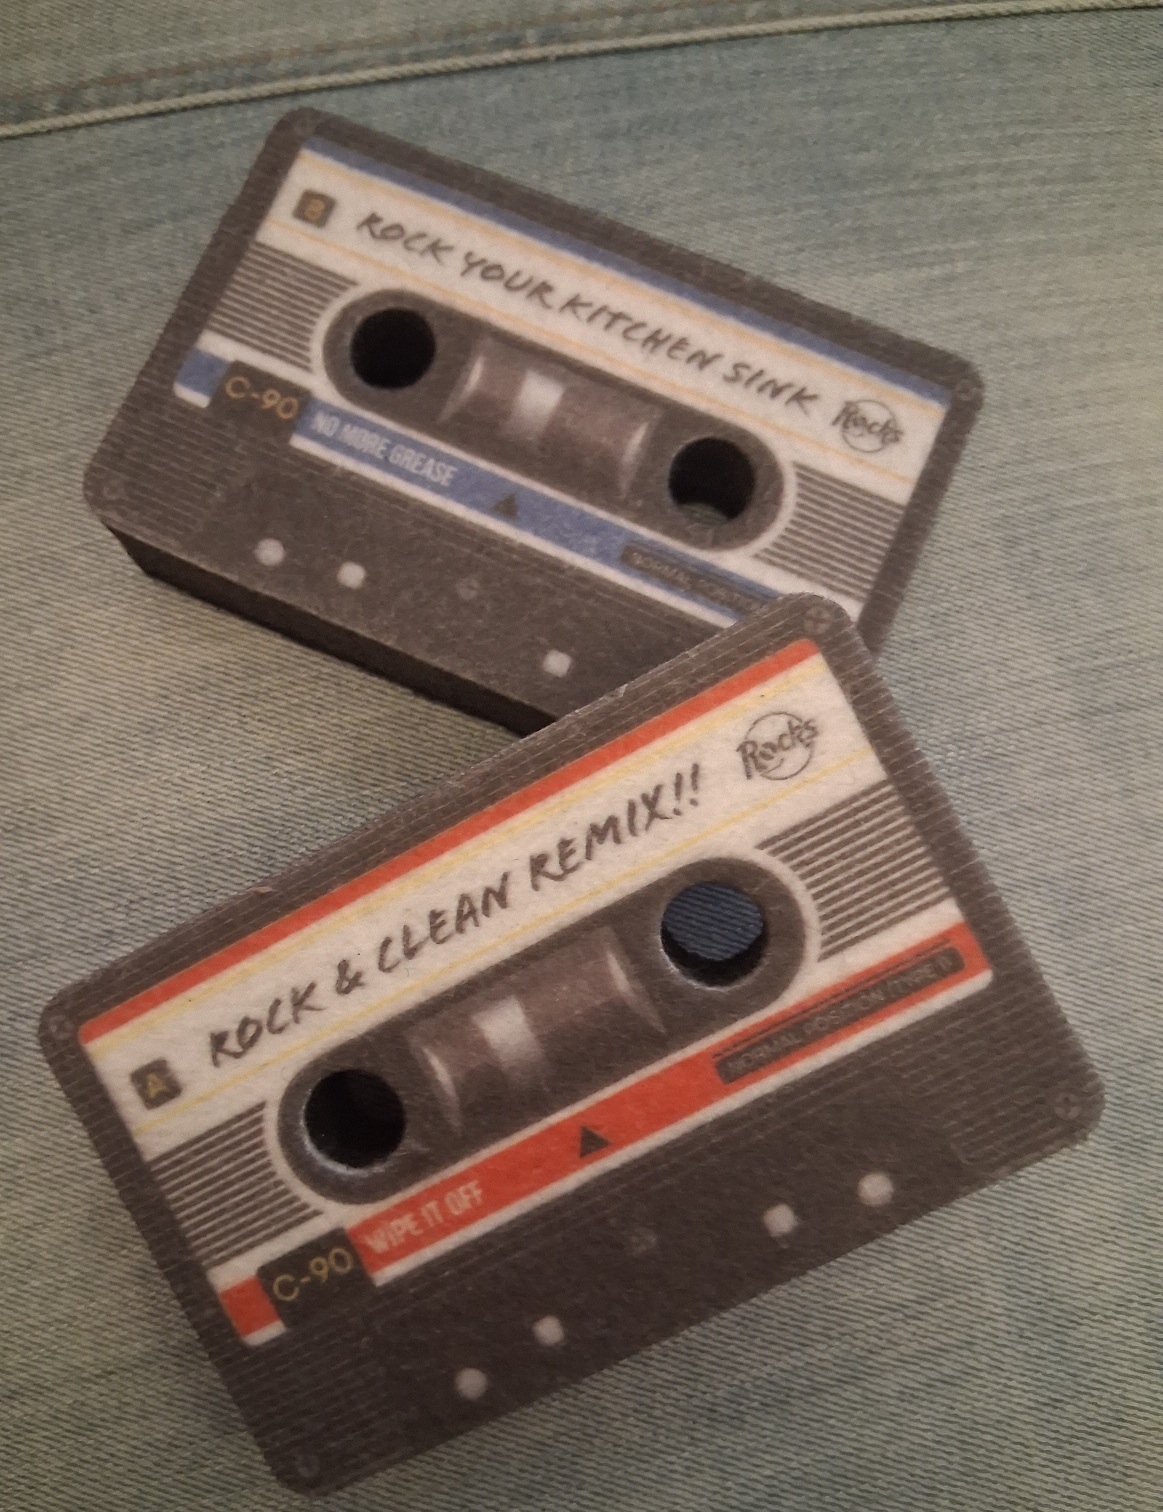 B ROCK YOUR KITCHEN SINK Rocks
C-90
NO MORE GREASE
NORMAL
A ROCK & CLEAN REMIX!! Rocks
NORMAL POSITION/TYPE I
C-90 WIPE IT OFF